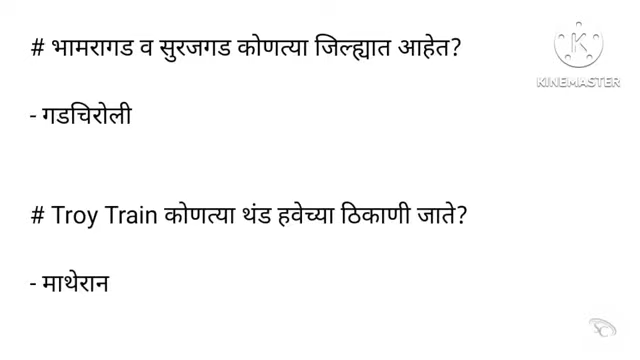 # भामरागड व सुरजगड कोणत्या जिल्ह्यात आहेत?
- गडचिरोली
# Troy Train कोणत्या थंड हवेच्या ठिकाणी जाते?
- माथेरान
KINEMASTER